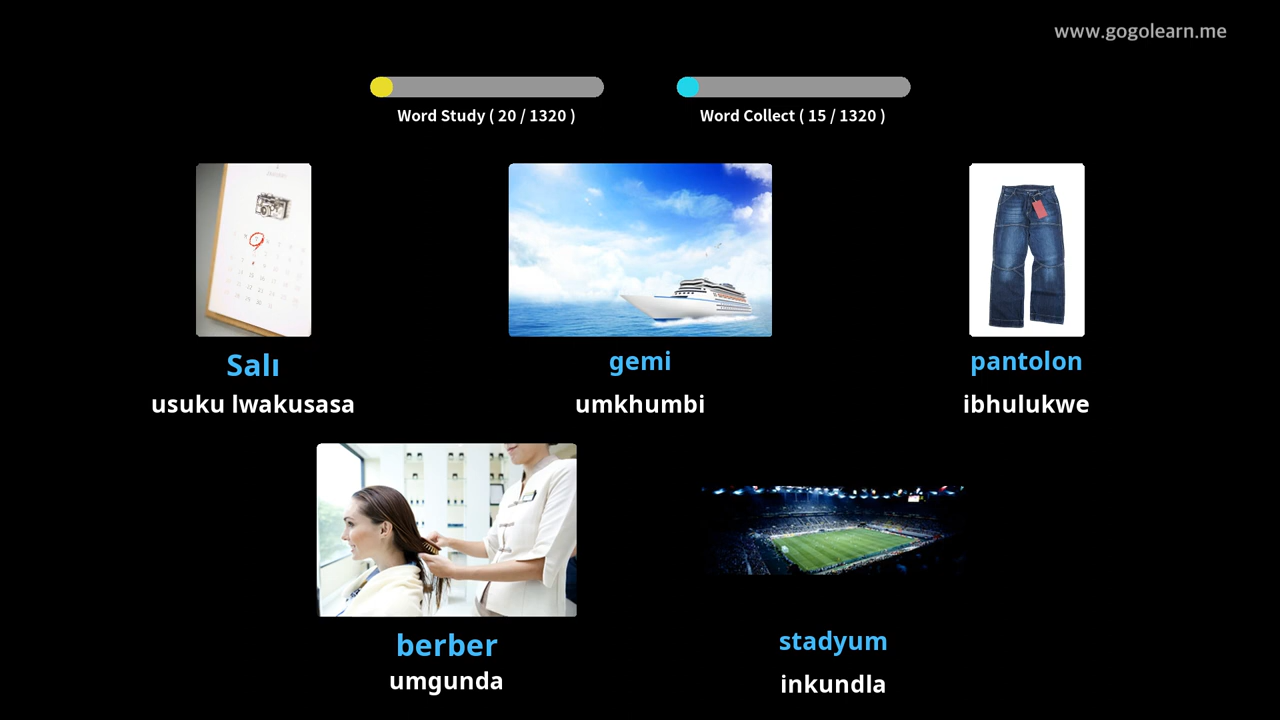 www.gogolearn.me
Word Study ( 20 / 1320 )
Word Collect ( 15 / 1320 )
Salı
gemi
pantolon
usuku lwakusasa
umkhumbi
ibhulukwe
berber
stadyum
umgunda
inkundla